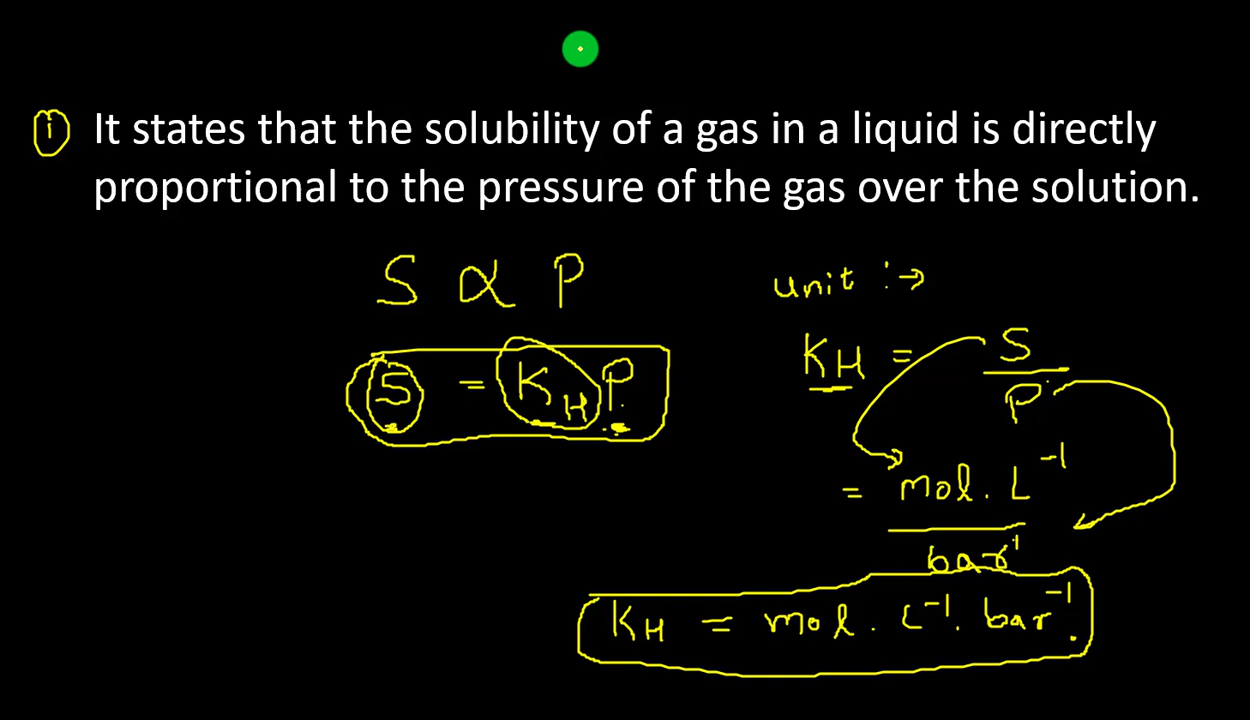 i It states that the solubility of a gas in a liquid is directly
proportional to the pressure of the gas over the solution.
S ∝ P
unit :→
S = KH P
KH = S / P
= mol. L⁻¹ / bar¹
KH = mol. L⁻¹. bar⁻¹.